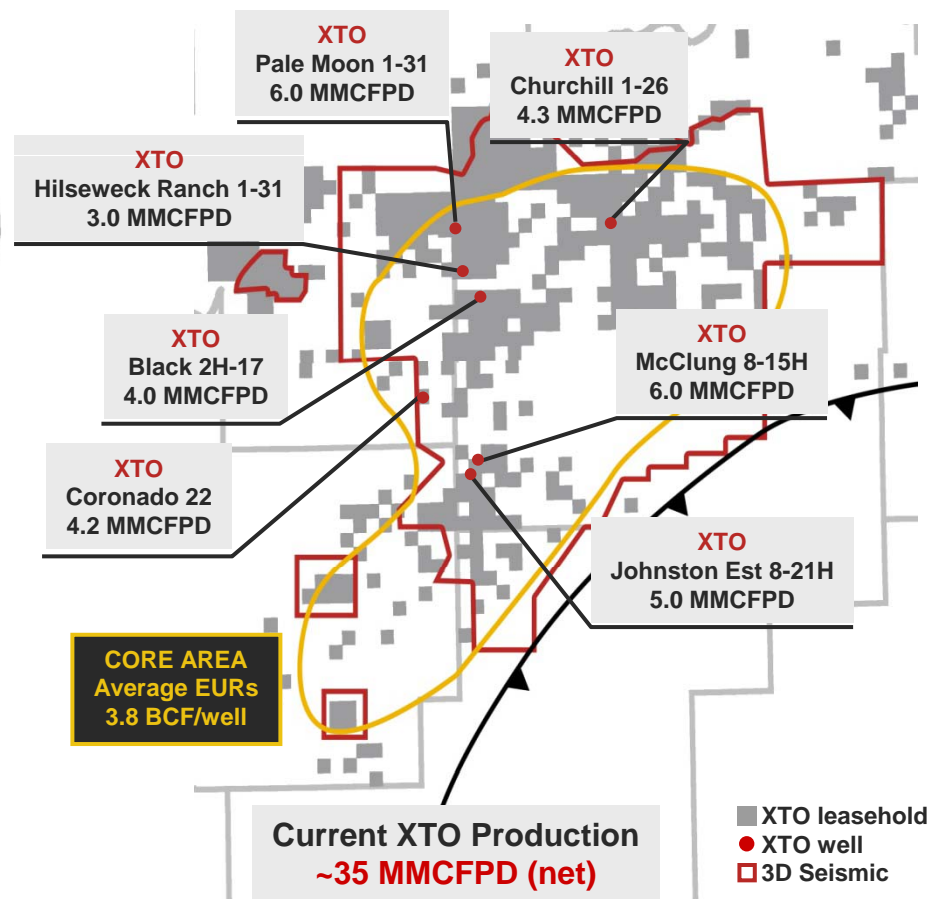 XTO
Pale Moon 1-31
6.0 MMCFPD
XTO
Churchill 1-26
4.3 MMCFPD
XTO
Hilseweck Ranch 1-31
3.0 MMCFPD
XTO
Black 2H-17
4.0 MMCFPD
XTO
McClung 8-15H
6.0 MMCFPD
XTO
Coronado 22
4.2 MMCFPD
XTO
Johnston Est 8-21H
5.0 MMCFPD
CORE AREA
Average EURs
3.8 BCF/well
Current XTO Production
~35 MMCFPD (net)
XTO leasehold
XTO well
3D Seismic